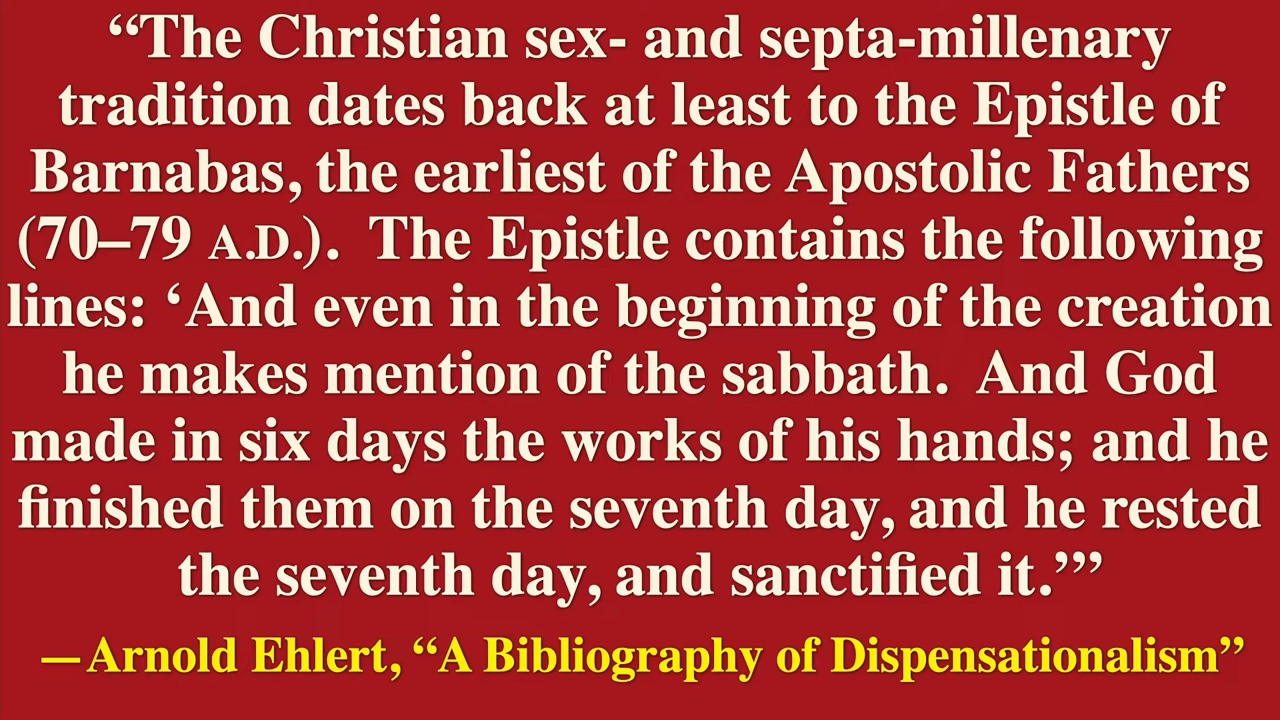 “The Christian sex- and septa-millenary
tradition dates back at least to the Epistle of
Barnabas, the earliest of the Apostolic Fathers
(70–79 A.D.).  The Epistle contains the following
lines: ‘And even in the beginning of the creation
he makes mention of the sabbath.  And God
made in six days the works of his hands; and he
finished them on the seventh day, and he rested
the seventh day, and sanctified it.’”
—Arnold Ehlert, “A Bibliography of Dispensationalism”